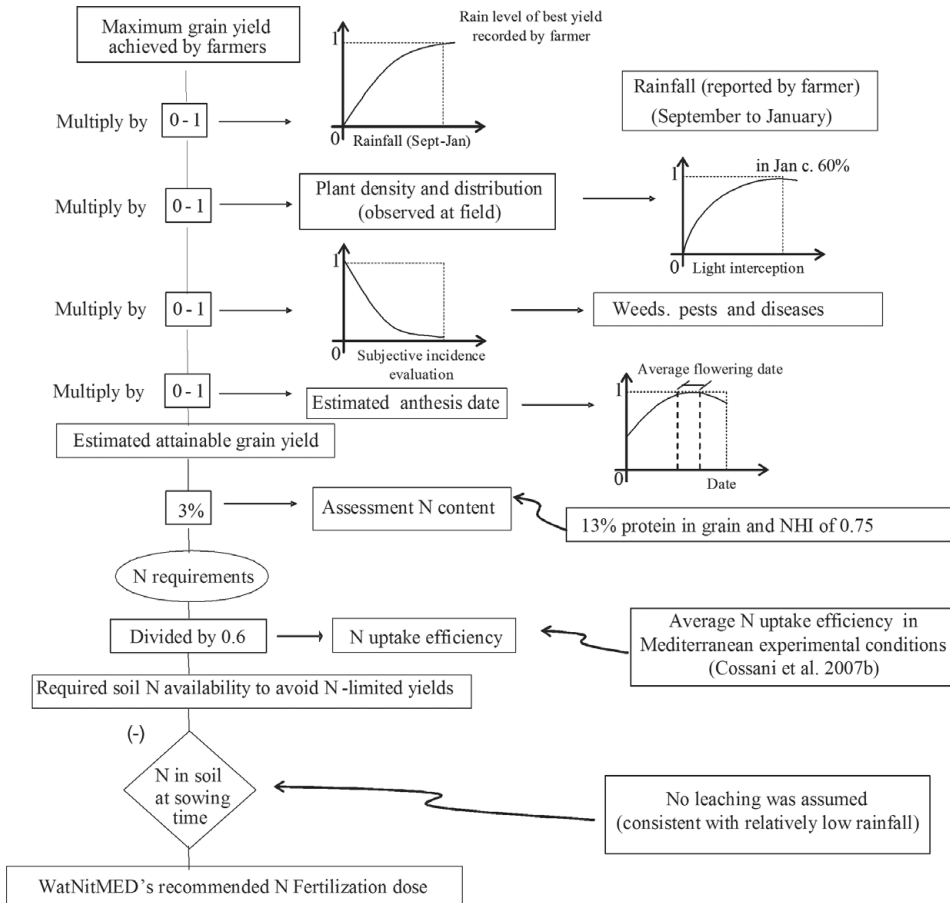 Maximum grain yield
achieved by farmers
Rain level of best yield
recorded by farmer
1
0
Rainfall (Sept-Jan)
Rainfall (reported by farmer)
(September to January)
Multiply by
0 - 1
Multiply by
0 - 1
Plant density and distribution
(observed at field)
in Jan c. 60%
1
0
Light interception
Multiply by
0 - 1
1
0
Subjective incidence
evaluation
Weeds. pests and diseases
Multiply by
0 - 1
Estimated anthesis date
Average flowering date
1
0
Date
Estimated attainable grain yield
3%
Assessment N content
13% protein in grain and NHI of 0.75
N requirements
Divided by 0.6
N uptake efficiency
Average N uptake efficiency in
Mediterranean experimental conditions
(Cossani et al. 2007b)
Required soil N availability to avoid N -limited yields
(-)
N in soil
at sowing
time
No leaching was assumed
(consistent with relatively low rainfall)
WatNitMED's recommended N Fertilization dose